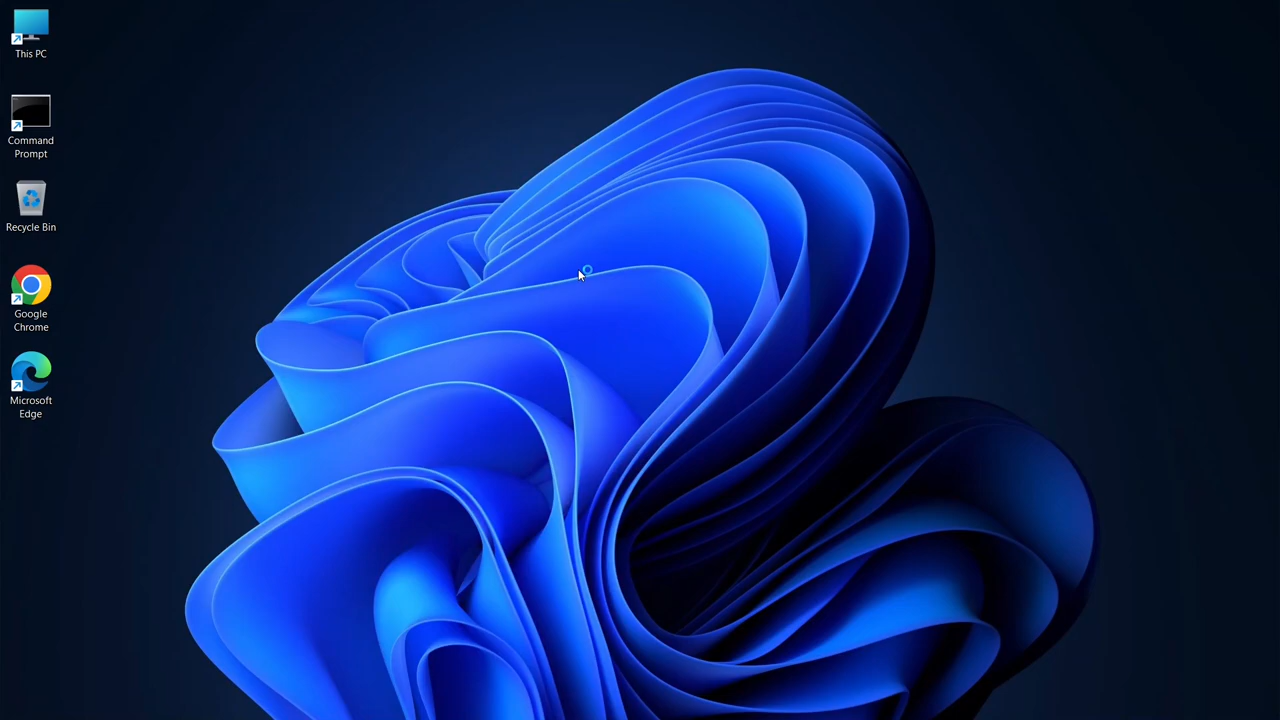 This PC
Command
Prompt
Recycle Bin
Google
Chrome
Microsoft
Edge